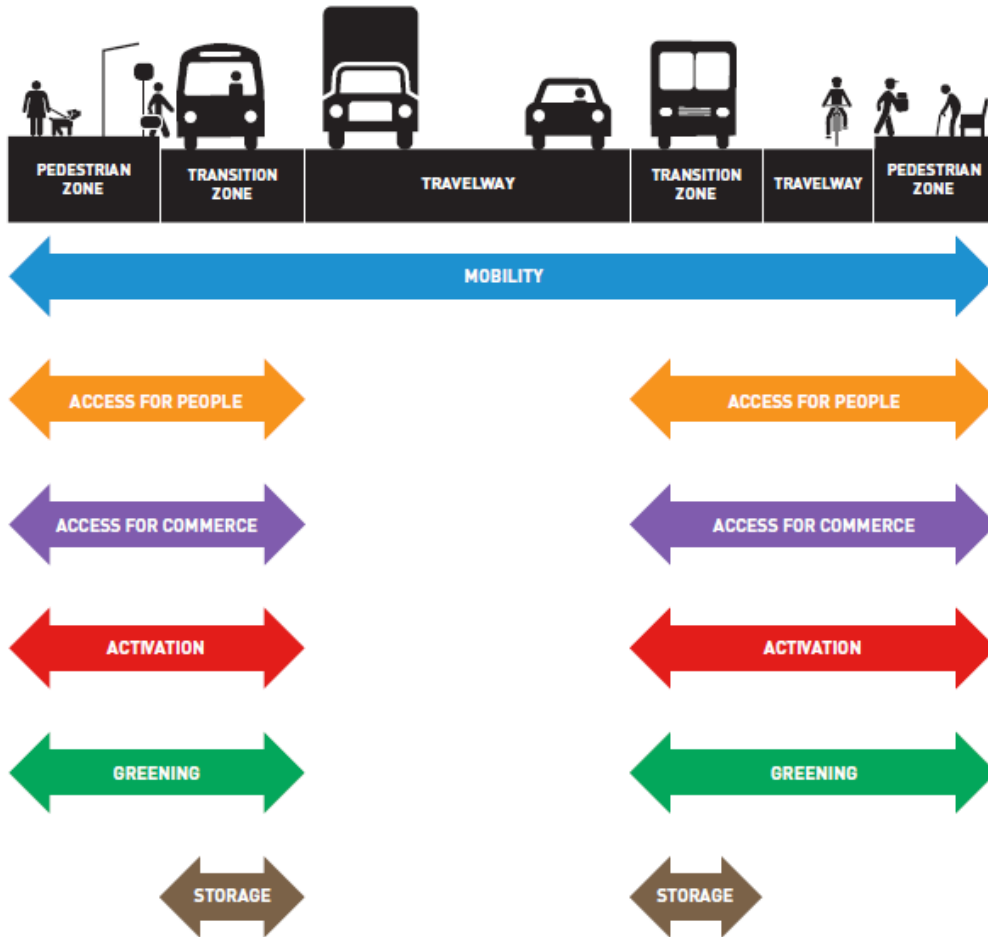 PEDESTRIAN
ZONE
TRANSITION
ZONE
TRAVELWAY
TRANSITION
ZONE
TRAVELWAY
PEDESTRIAN
ZONE
MOBILITY
ACCESS FOR PEOPLE
ACCESS FOR PEOPLE
ACCESS FOR COMMERCE
ACCESS FOR COMMERCE
ACTIVATION
ACTIVATION
GREENING
GREENING
STORAGE
STORAGE